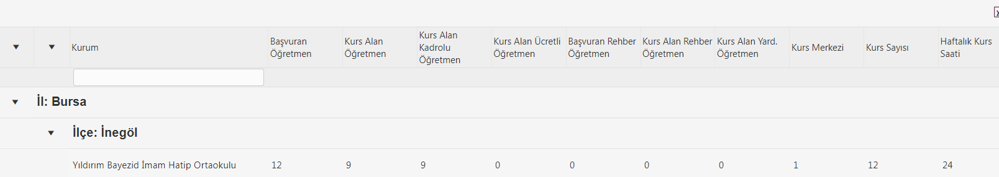 Kurum
Başvuran Öğretmen
Kurs Alan Öğretmen
Kurs Alan Kadrolu Öğretmen
Kurs Alan Ücretli Öğretmen
Başvuran Rehber Öğretmen
Kurs Alan Rehber Öğretmen
Kurs Alan Yard. Öğretmen
Kurs Merkezi
Kurs Sayısı
Haftalık Kurs Saati
İl: Bursa
İlçe: İnegöl
Yıldırım Bayezid İmam Hatip Ortaokulu 12 9 9 0 0 0 0 1 12 24